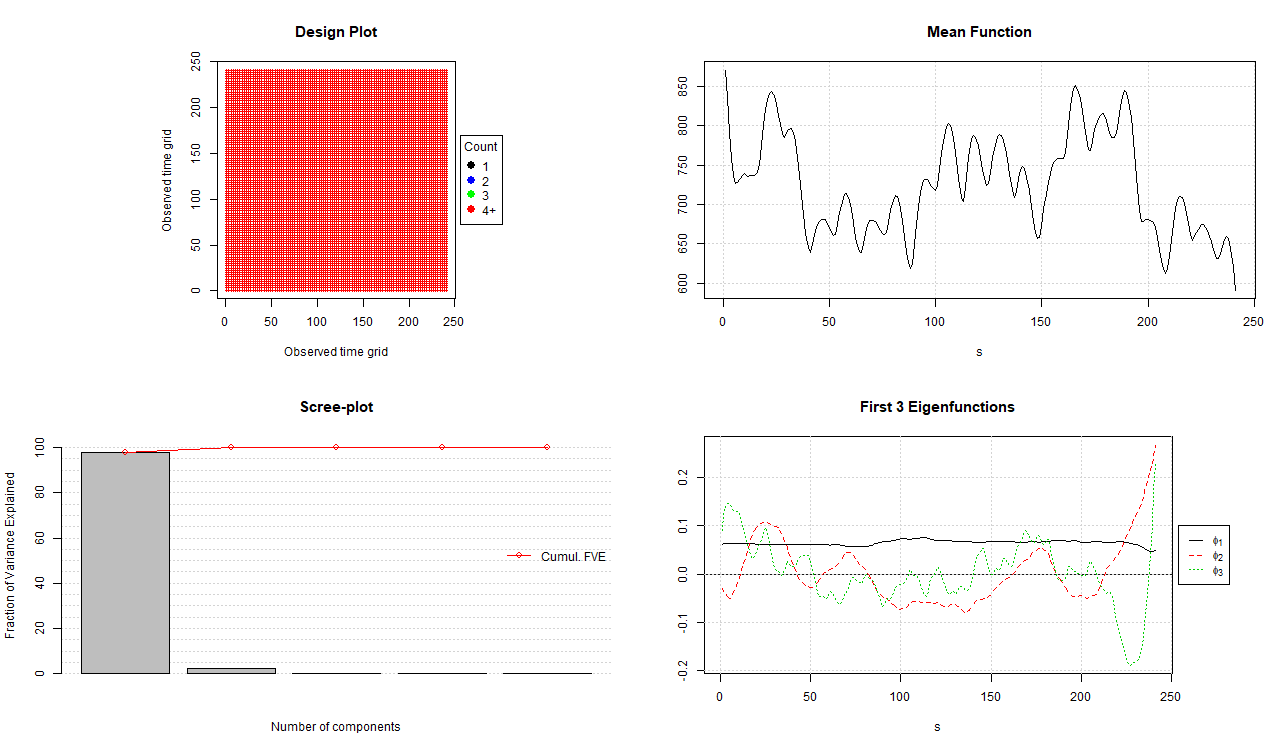 Design Plot
Observed time grid
0 50 100 150 200 250
0 50 100 150 200 250
Observed time grid
Count
1
2
3
4+
Mean Function
600 650 700 750 800 850
0 50 100 150 200 250
s
Scree-plot
Fraction of Variance Explained
0 20 40 60 80 100
Cumul. FVE
Number of components
First 3 Eigenfunctions
-0.2 -0.1 0.0 0.1 0.2
0 50 100 150 200 250
s
ϕ1
ϕ2
ϕ3